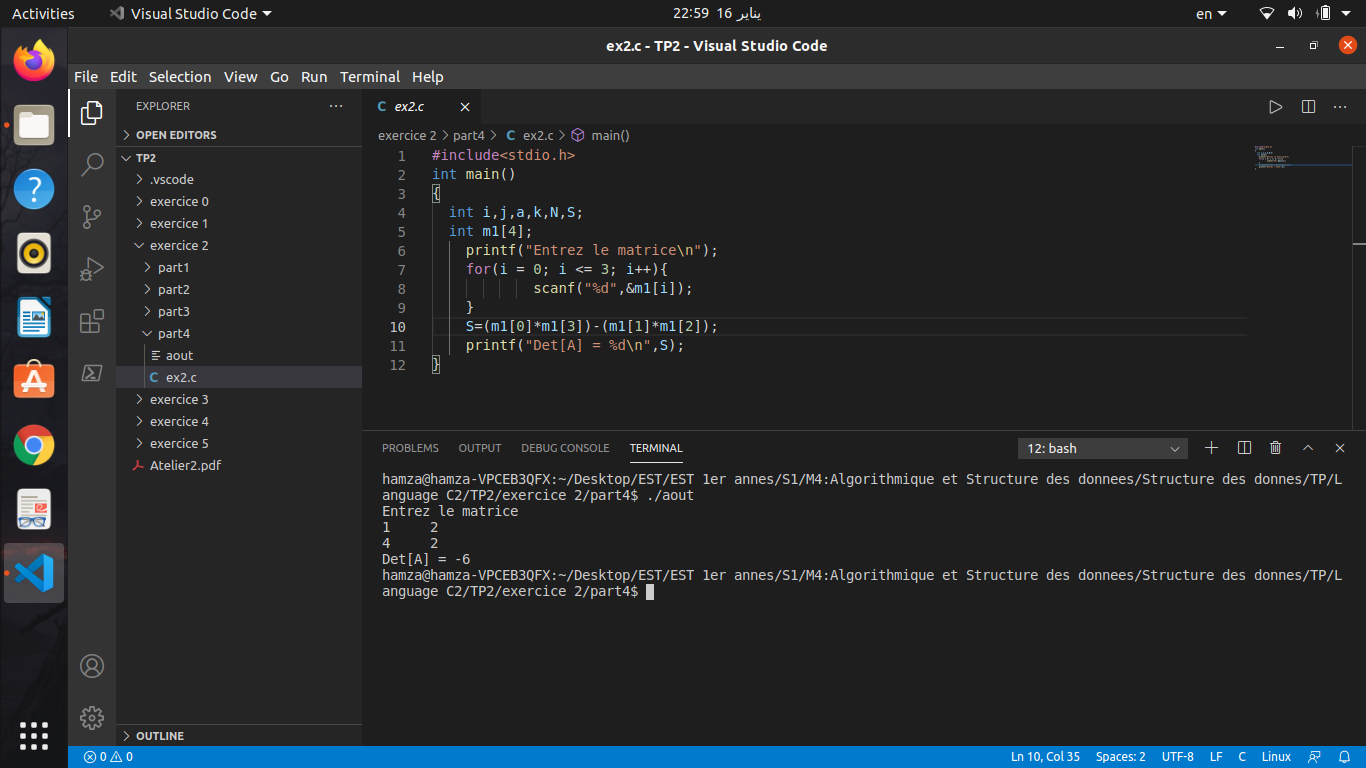 Activities Visual Studio Code 22:59 16 يناير en
ex2.c - TP2 - Visual Studio Code
File Edit Selection View Go Run Terminal Help
EXPLORER
OPEN EDITORS
TP2
.vscode
exercice 0
exercice 1
exercice 2
part1
part2
part3
part4
aout
C ex2.c
exercice 3
exercice 4
exercice 5
Atelier2.pdf
OUTLINE
C ex2.c
exercice 2 > part4 > C ex2.c > main()
1 #include<stdio.h>
2 int main()
3 {
4 int i,j,a,k,N,S;
5 int m1[4];
6 printf("Entrez le matrice\n");
7 for(i = 0; i <= 3; i++){
8 scanf("%d",&m1[i]);
9 }
10 S=(m1[0]*m1[3])-(m1[1]*m1[2]);
11 printf("Det[A] = %d\n",S);
12 }
PROBLEMS OUTPUT DEBUG CONSOLE TERMINAL 12: bash
hamza@hamza-VPCEB3QFX:~/Desktop/EST/EST 1er annes/S1/M4:Algorithmique et Structure des donnees/Structure des donnes/TP/L
anguage C2/TP2/exercice 2/part4$ ./aout
Entrez le matrice
1 2
4 2
Det[A] = -6
hamza@hamza-VPCEB3QFX:~/Desktop/EST/EST 1er annes/S1/M4:Algorithmique et Structure des donnees/Structure des donnes/TP/L
anguage C2/TP2/exercice 2/part4$
0 0 Ln 10, Col 35 Spaces: 2 UTF-8 LF C Linux